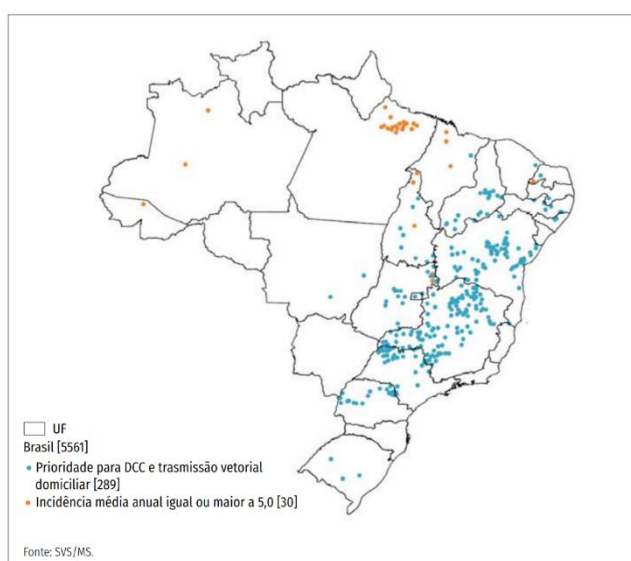 UF
Brasil [5561]
Prioridade para DCC e trasmissão vetorial
domiciliar [289]
Incidência média anual igual ou maior a 5,0 [30]
Fonte: SVS/MS.